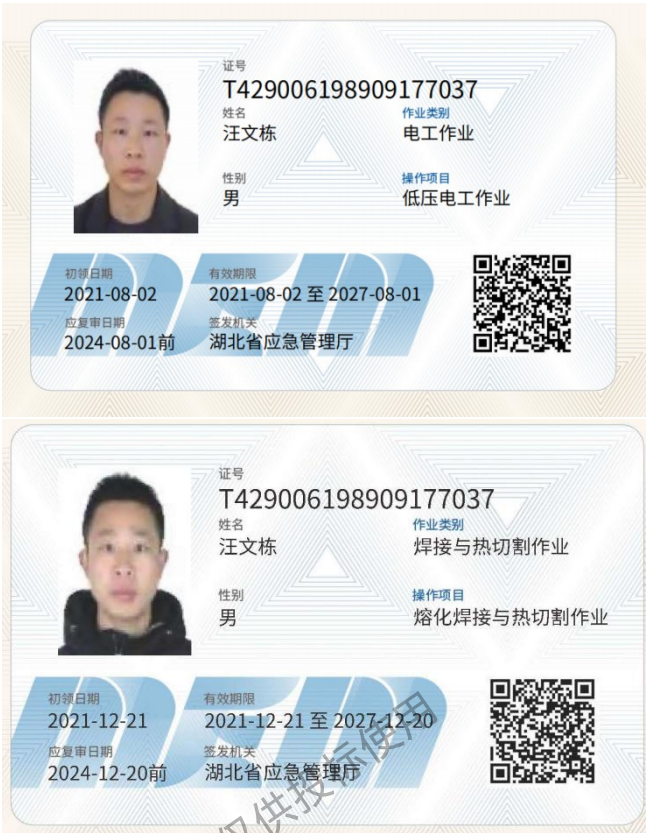 证号
T429006198909177037
姓名
汪文栋
作业类别
电工作业
性别
男
操作项目
低压电工作业
初领日期
2021-08-02
有效期限
2021-08-02 至 2027-08-01
应复审日期
2024-08-01前
签发机关
湖北省应急管理厅
证号
T429006198909177037
姓名
汪文栋
作业类别
焊接与热切割作业
性别
男
操作项目
熔化焊接与热切割作业
初领日期
2021-12-21
有效期限
2021-12-21 至 2027-12-20
应复审日期
2024-12-20前
签发机关
湖北省应急管理厅
仅供投标使用